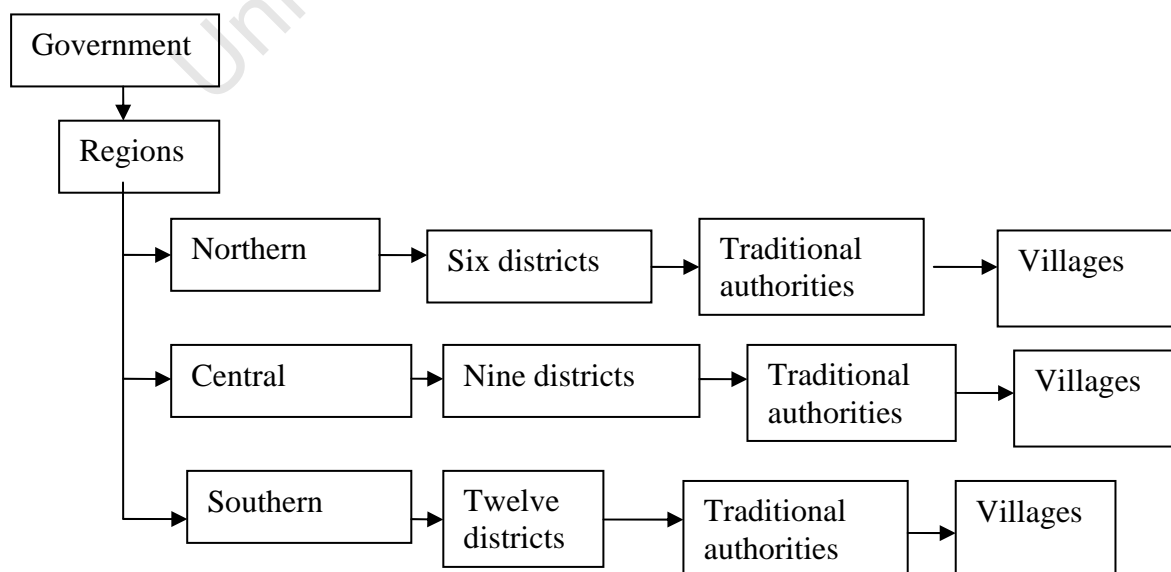 Government
Regions
Northern
Six districts
Traditional
authorities
Villages
Central
Nine districts
Traditional
authorities
Villages
Southern
Twelve
districts
Traditional
authorities
Villages